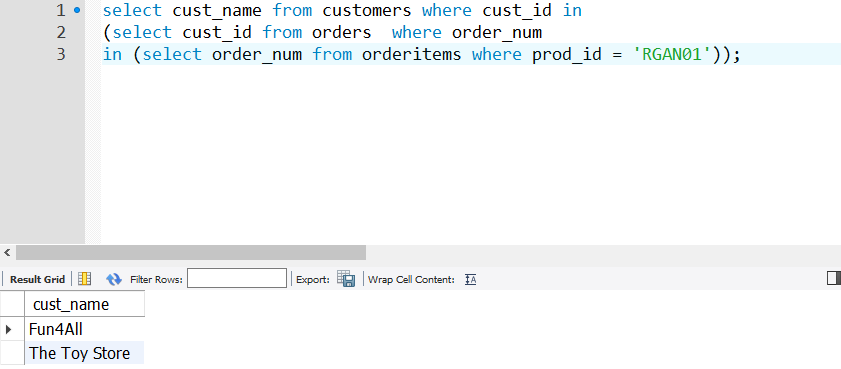 1 select cust_name from customers where cust_id in
2 (select cust_id from orders  where order_num
3 in (select order_num from orderitems where prod_id = 'RGAN01'));
Result Grid Filter Rows: Export: Wrap Cell Content: IA
cust_name
Fun4All
The Toy Store